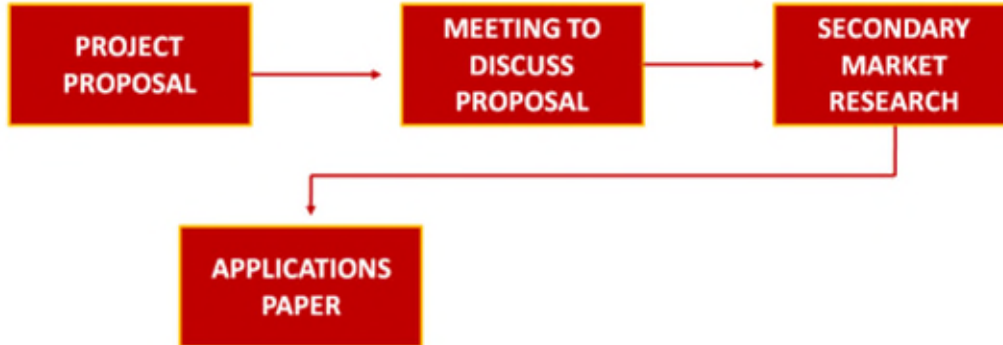 PROJECT
PROPOSAL
MEETING TO
DISCUSS
PROPOSAL
SECONDARY
MARKET
RESEARCH
APPLICATIONS
PAPER